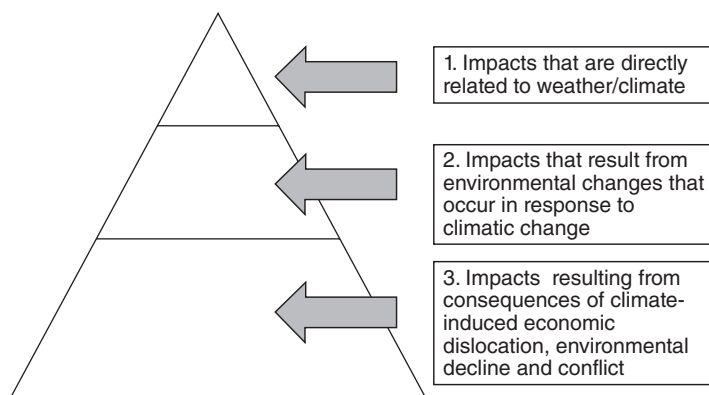 1. Impacts that are directly
related to weather/climate
2. Impacts that result from
environmental changes that
occur in response to
climatic change
3. Impacts resulting from
consequences of climate-
induced economic
dislocation, environmental
decline and conflict